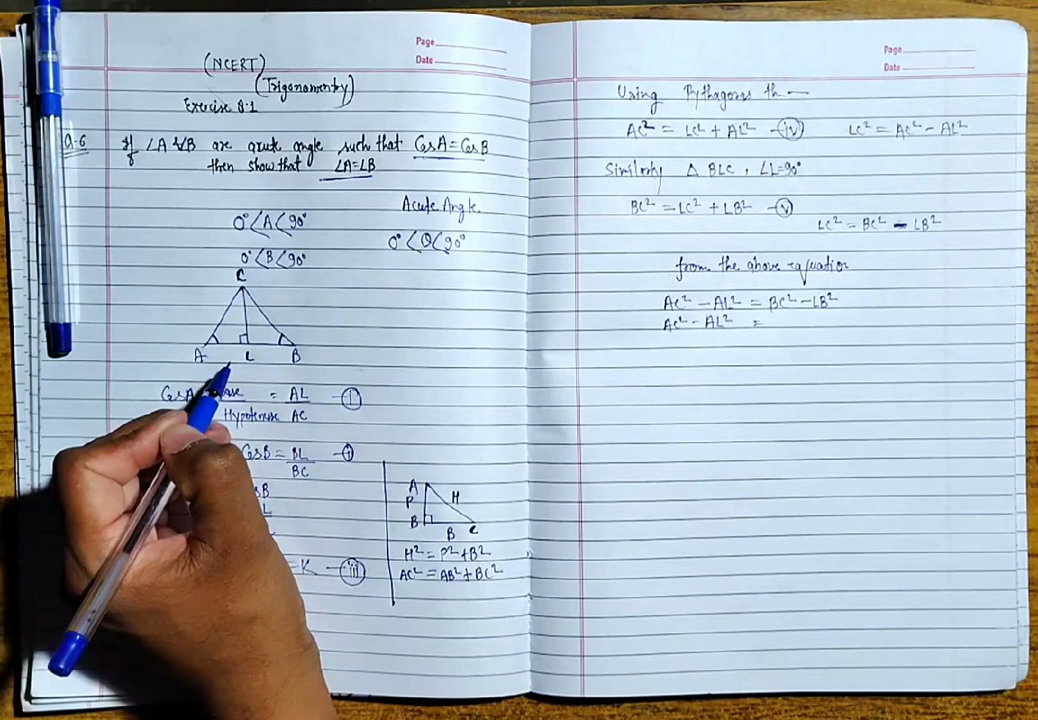 Page
Date
(NCERT)
(Trigonometry)
Exercise 8.1
Q.6 If ∠A & ∠B are acute angle such that CosA = CosB
then show that ∠A=∠B
Acute Angle
0°<A<90°
0°<θ<90°
0°<B<90°
C
A L B
CosA = AL / AC — (i)
Hypotenuse
CosB = BL / BC
= K — (iii)
A
P H
B B C
H² = P² + B²
AC² = AB² + BC²
Page
Date
Using Pythagoras th —
AC² = LC² + AL² — (iv) LC² = AC² − AL²
Similarly △ BLC, ∠L=90°
BC² = LC² + LB² — (v)
LC² = BC² − LB²
from the above equation
AC² − AL² = BC² − LB²
AC² − AL² =